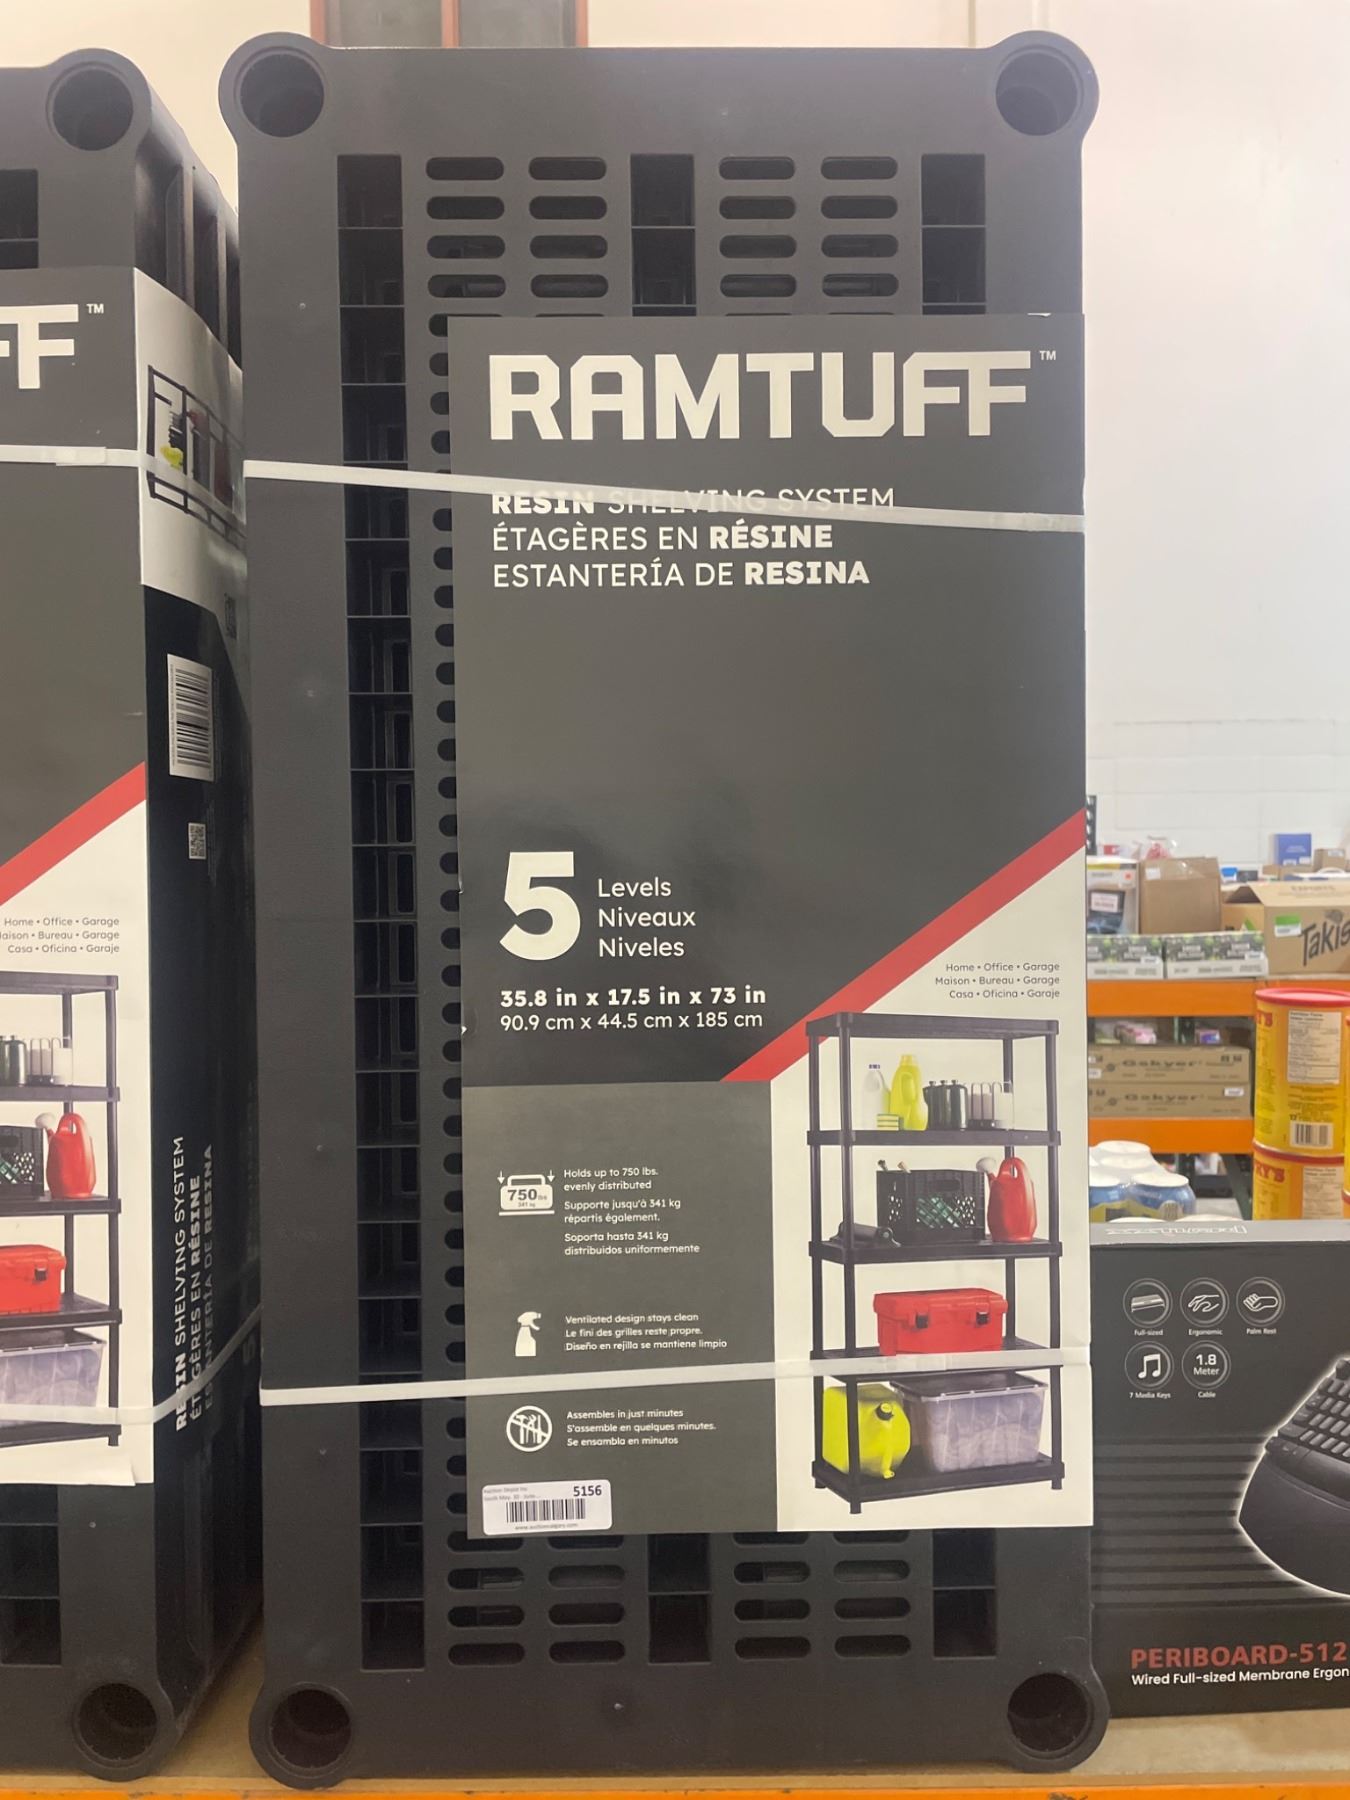 RAMTUFF™
RESIN SHELVING SYSTEM
ÉTAGÈRES EN RÉSINE
ESTANTERÍA DE RESINA
5
Levels
Niveaux
Niveles
35.8 in x 17.5 in x 73 in
90.9 cm x 44.5 cm x 185 cm
Home • Office • Garage
Maison • Bureau • Garage
Casa • Oficina • Garaje
750 lbs
341 kg
Holds up to 750 lbs.
evenly distributed
Supporte jusqu'à 341 kg
répartis également.
Soporta hasta 341 kg
distribuidos uniformemente
Ventilated design stays clean
Le fini des grilles reste propre.
Diseño en rejilla se mantiene limpio
Assembles in just minutes
S'assemble en quelques minutes.
Se ensambla en minutos
5156
FF™
Home • Office • Garage
Maison • Bureau • Garage
Casa • Oficina • Garaje
RESIN SHELVING SYSTEM
ÉTAGÈRES EN RÉSINE
ESTANTERÍA DE RESINA
Takis
Gskyer
Gskyer
Full-sized
Ergonomic
Palm Rest
7 Media Keys
1.8
Meter
Cable
PERIBOARD-512
Wired Full-sized Membrane Ergon